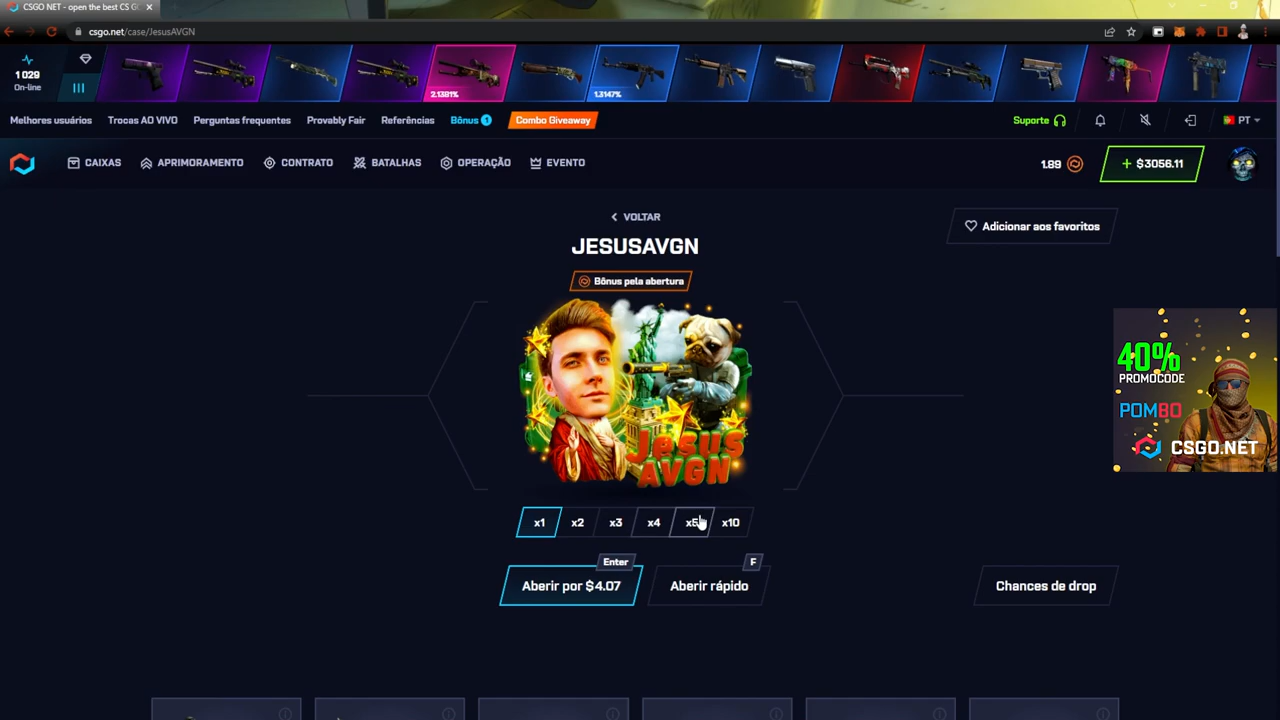 CSGO NET - open the best CS G
csgo.net/case/JesusAVGN
1 029
On-line
2.1381%
1.3147%
Melhores usuários
Trocas AO VIVO
Perguntas frequentes
Provably Fair
Referências
Bônus 1
Combo Giveaway
Suporte
PT
CAIXAS
APRIMORAMENTO
CONTRATO
BATALHAS
OPERAÇÃO
EVENTO
1.89
+ $3056.11
VOLTAR
Adicionar aos favoritos
JESUSAVGN
Bônus pela abertura
Jesus
AVGN
40%
PROMOCODE
POMBO
CSGO.NET
x1
x2
x3
x4
x5
x10
Enter
F
Aberir por $4.07
Aberir rápido
Chances de drop